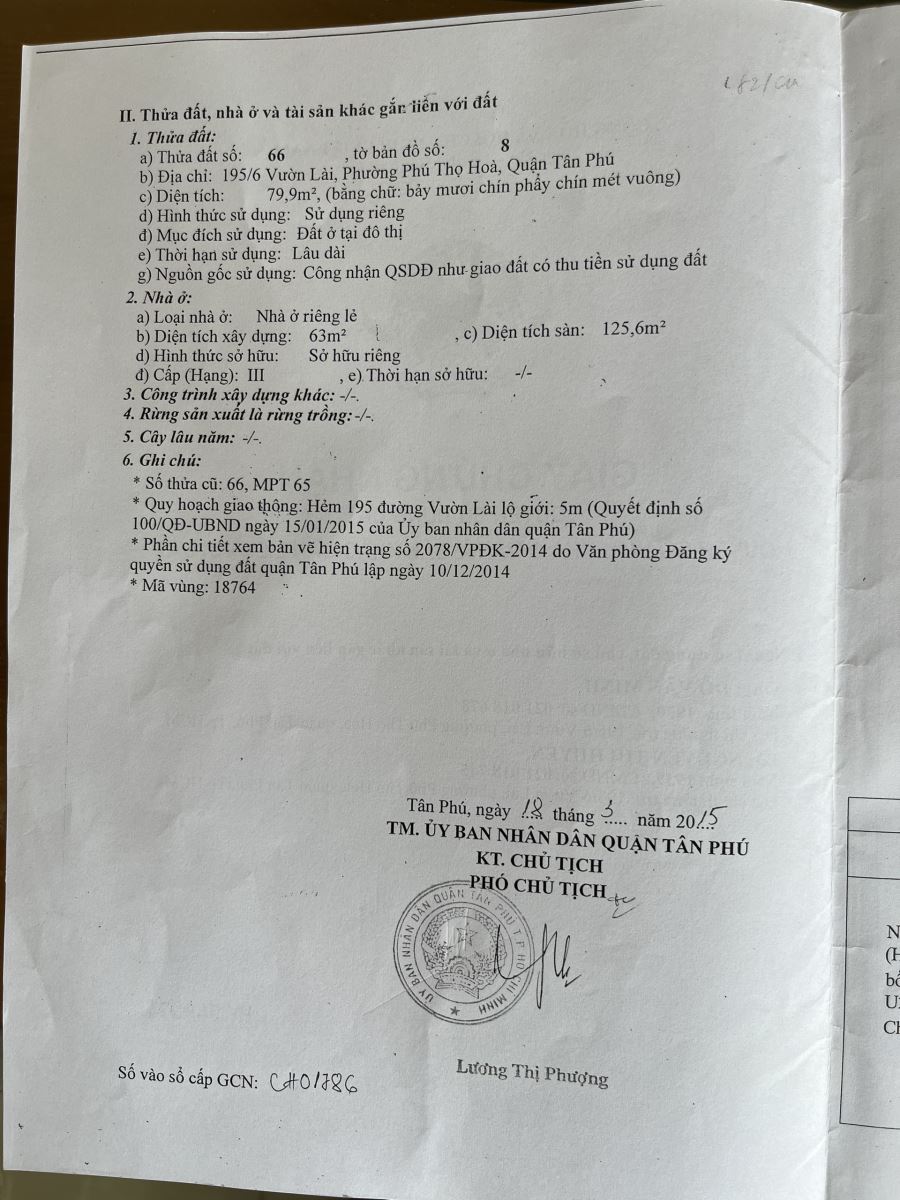 II. Thửa đất, nhà ở và tài sản khác gắn liền với đất
1. Thửa đất:
a) Thửa đất số: 66 , tờ bản đồ số: 8
b) Địa chỉ: 195/6 Vườn Lài, Phường Phú Thọ Hoà, Quận Tân Phú
c) Diện tích: 79,9m², (bằng chữ: bảy mươi chín phẩy chín mét vuông)
d) Hình thức sử dụng: Sử dụng riêng
đ) Mục đích sử dụng: Đất ở tại đô thị
e) Thời hạn sử dụng: Lâu dài
g) Nguồn gốc sử dụng: Công nhận QSDĐ như giao đất có thu tiền sử dụng đất
2. Nhà ở:
a) Loại nhà ở: Nhà ở riêng lẻ
b) Diện tích xây dựng: 63m² , c) Diện tích sàn: 125,6m²
d) Hình thức sở hữu: Sở hữu riêng
đ) Cấp (Hạng): III , e) Thời hạn sở hữu: -/-
3. Công trình xây dựng khác: -/-.
4. Rừng sản xuất là rừng trồng: -/-.
5. Cây lâu năm: -/-.
6. Ghi chú:
* Số thửa cũ: 66, MPT 65
* Quy hoạch giao thông: Hẻm 195 đường Vườn Lài lộ giới: 5m (Quyết định số
100/QĐ-UBND ngày 15/01/2015 của Ủy ban nhân dân quận Tân Phú)
* Phần chi tiết xem bản vẽ hiện trạng số 2078/VPĐK-2014 do Văn phòng Đăng ký
quyền sử dụng đất quận Tân Phú lập ngày 10/12/2014
* Mã vùng: 18764
Tân Phú, ngày 18 tháng 3 năm 2015
TM. ỦY BAN NHÂN DÂN QUẬN TÂN PHÚ
KT. CHỦ TỊCH
PHÓ CHỦ TỊCH
ỦY BAN NHÂN DÂN QUẬN TÂN PHÚ T.P HỒ CHÍ MINH
Lương Thị Phượng
Số vào sổ cấp GCN: CH01786